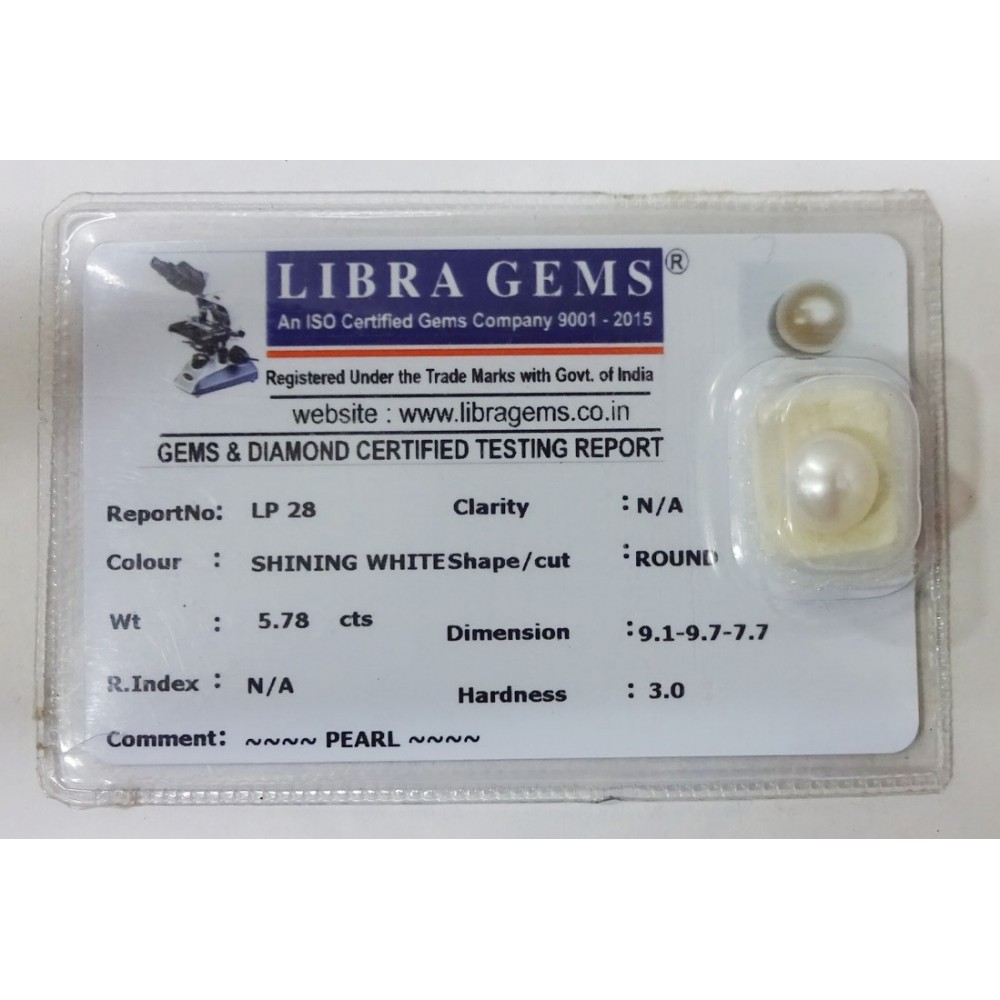 LIBRA GEMS ®
An ISO Certified Gems Company 9001 - 2015
Registered Under the Trade Marks with Govt. of India
website : www.libragems.co.in
GEMS & DIAMOND CERTIFIED TESTING REPORT
ReportNo: LP 28 Clarity : N/A
Colour : SHINING WHITE Shape/cut : ROUND
Wt : 5.78 cts Dimension : 9.1-9.7-7.7
R.Index : N/A Hardness : 3.0
Comment: ~~~~ PEARL ~~~~